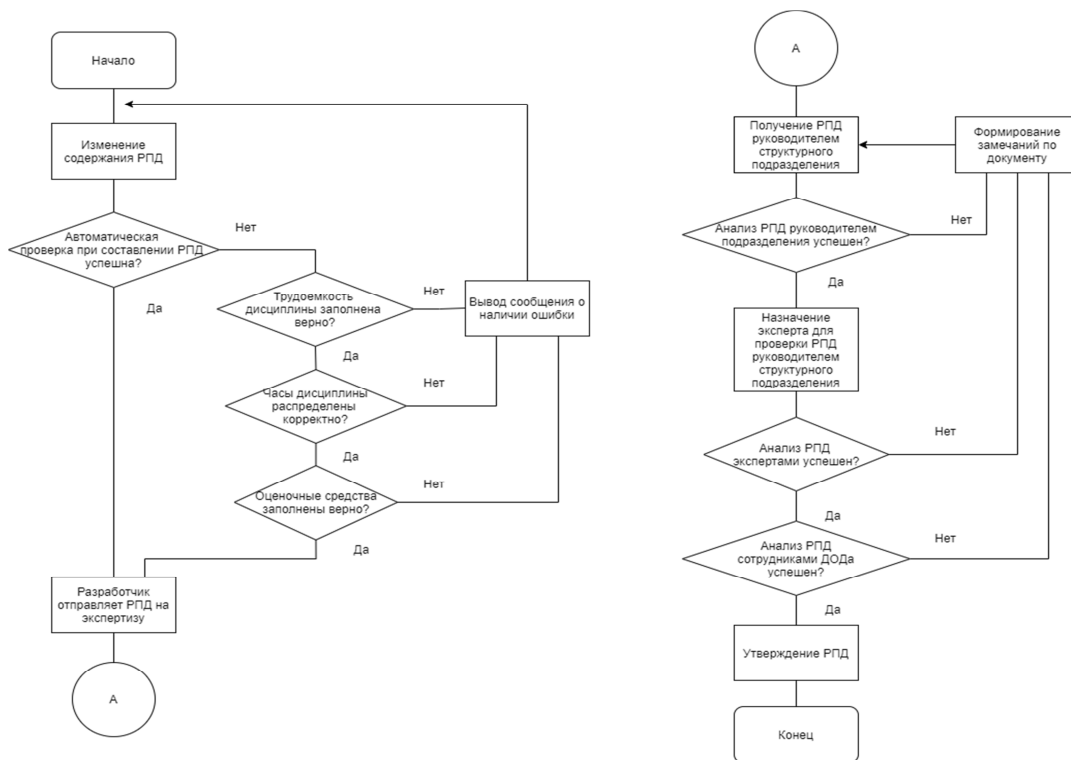 Начало
Изменение
содержания РПД
Автоматическая
проверка при составлении РПД
успешна?
Нет
Да
Трудоемкость
дисциплины заполнена
верно?
Нет
Вывод сообщения о
наличии ошибки
Да
Часы дисциплины
распределены
корректно?
Нет
Да
Оценочные средства
заполнены верно?
Нет
Да
Разработчик
отправляет РПД на
экспертизу
А
А
Получение РПД
руководителем
структурного
подразделения
Формирование
замечаний по
документу
Анализ РПД руководителем
подразделения успешен?
Нет
Да
Назначение
эксперта для
проверки РПД
руководителем
структурного
подразделения
Анализ РПД
экспертами успешен?
Нет
Да
Анализ РПД
сотрудниками ДОДа
успешен?
Нет
Да
Утверждение РПД
Конец